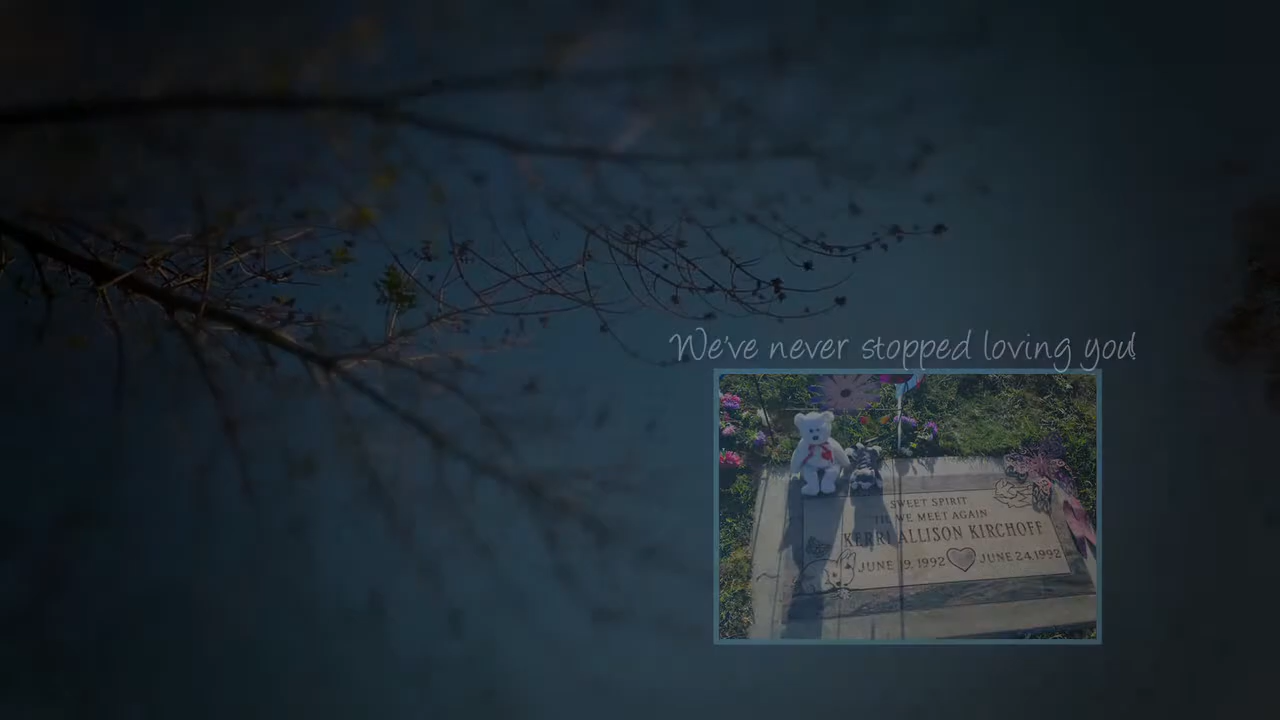 We've never stopped loving you!
SWEET SPIRIT
TIL WE MEET AGAIN
KERRI ALLISON KIRCHOFF
JUNE 19, 1992 JUNE 24, 1992